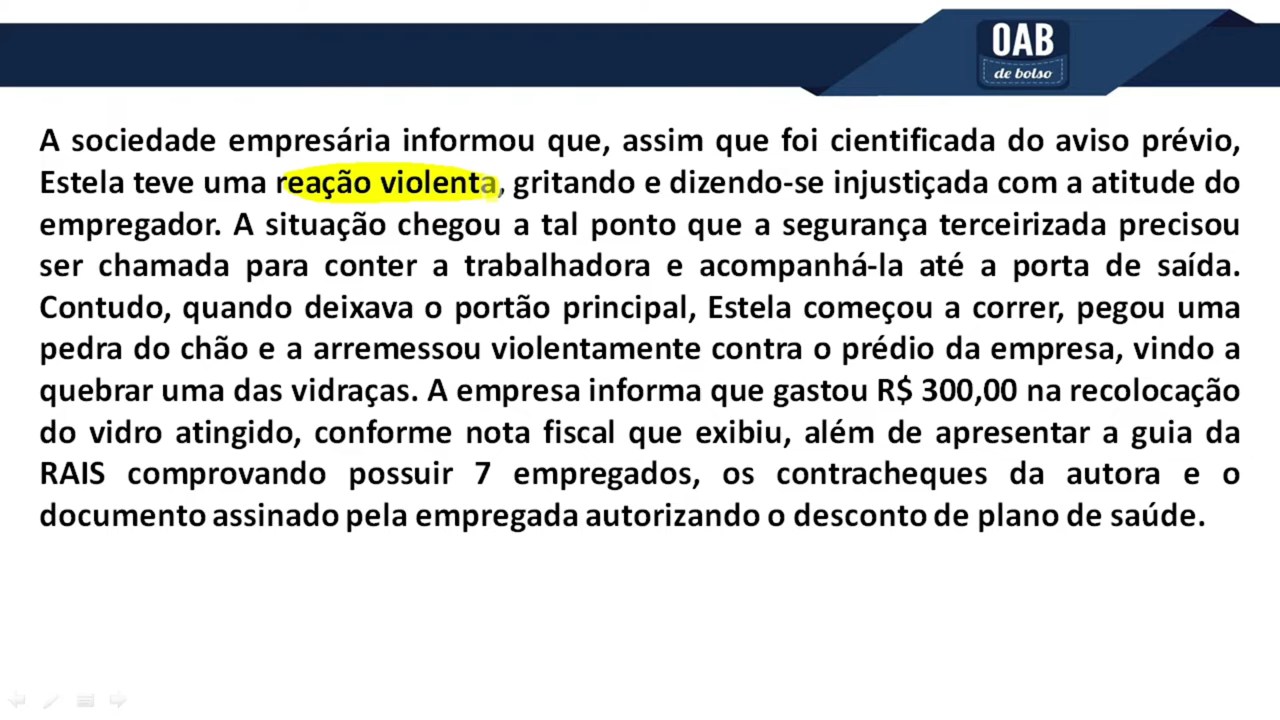 OAB
de bolso
A sociedade empresária informou que, assim que foi cientificada do aviso prévio,
Estela teve uma reação violenta, gritando e dizendo-se injustiçada com a atitude do
empregador. A situação chegou a tal ponto que a segurança terceirizada precisou
ser chamada para conter a trabalhadora e acompanhá-la até a porta de saída.
Contudo, quando deixava o portão principal, Estela começou a correr, pegou uma
pedra do chão e a arremessou violentamente contra o prédio da empresa, vindo a
quebrar uma das vidraças. A empresa informa que gastou R$ 300,00 na recolocação
do vidro atingido, conforme nota fiscal que exibiu, além de apresentar a guia da
RAIS comprovando possuir 7 empregados, os contracheques da autora e o
documento assinado pela empregada autorizando o desconto de plano de saúde.